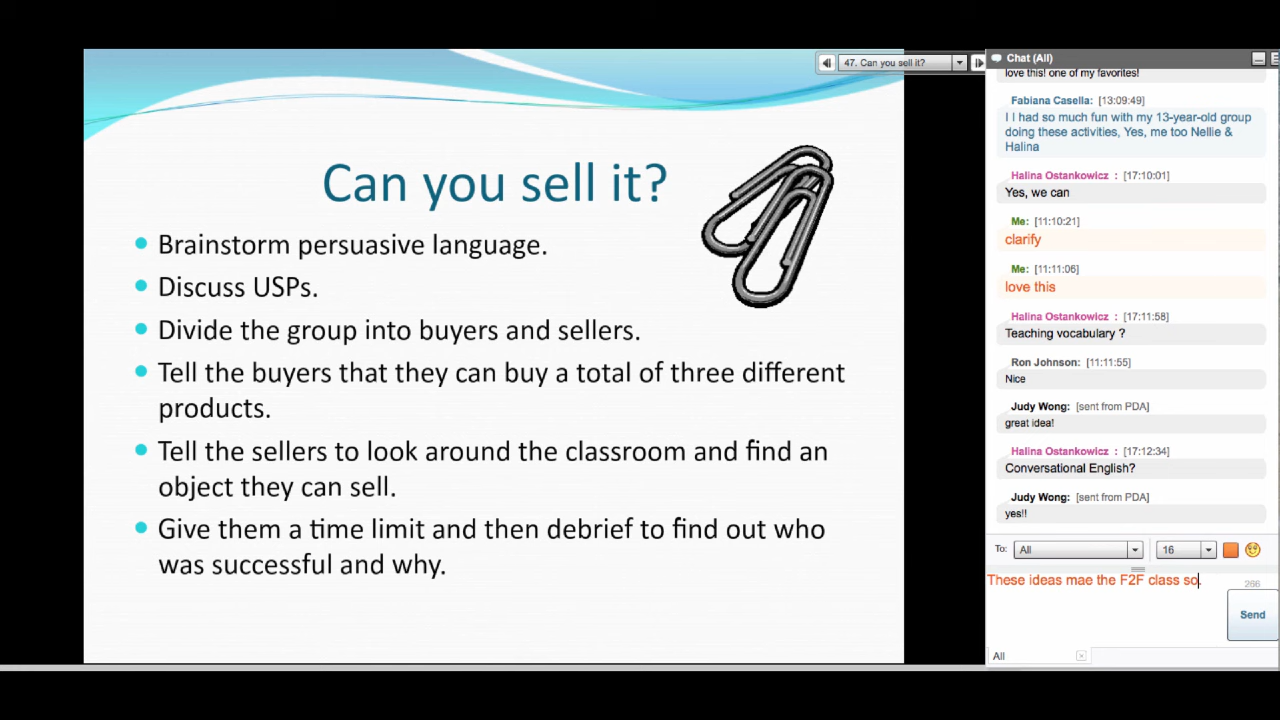 47. Can you sell it?
Can you sell it?
Brainstorm persuasive language.
Discuss USPs.
Divide the group into buyers and sellers.
Tell the buyers that they can buy a total of three different
products.
Tell the sellers to look around the classroom and find an
object they can sell.
Give them a time limit and then debrief to find out who
was successful and why.
Chat (All)
love this! one of my favorites!
Fabiana Casella: [13:09:49]
I I had so much fun with my 13-year-old group
doing these activities, Yes, me too Nellie &
Halina
Halina Ostankowicz : [17:10:01]
Yes, we can
Me: [11:10:21]
clarify
Me: [11:11:06]
love this
Halina Ostankowicz : [17:11:58]
Teaching vocabulary ?
Ron Johnson: [11:11:55]
Nice
Judy Wong: [sent from PDA]
great idea!
Halina Ostankowicz : [17:12:34]
Conversational English?
Judy Wong: [sent from PDA]
yes!!
To: All 16
These ideas mae the F2F class so.
266
Send
All